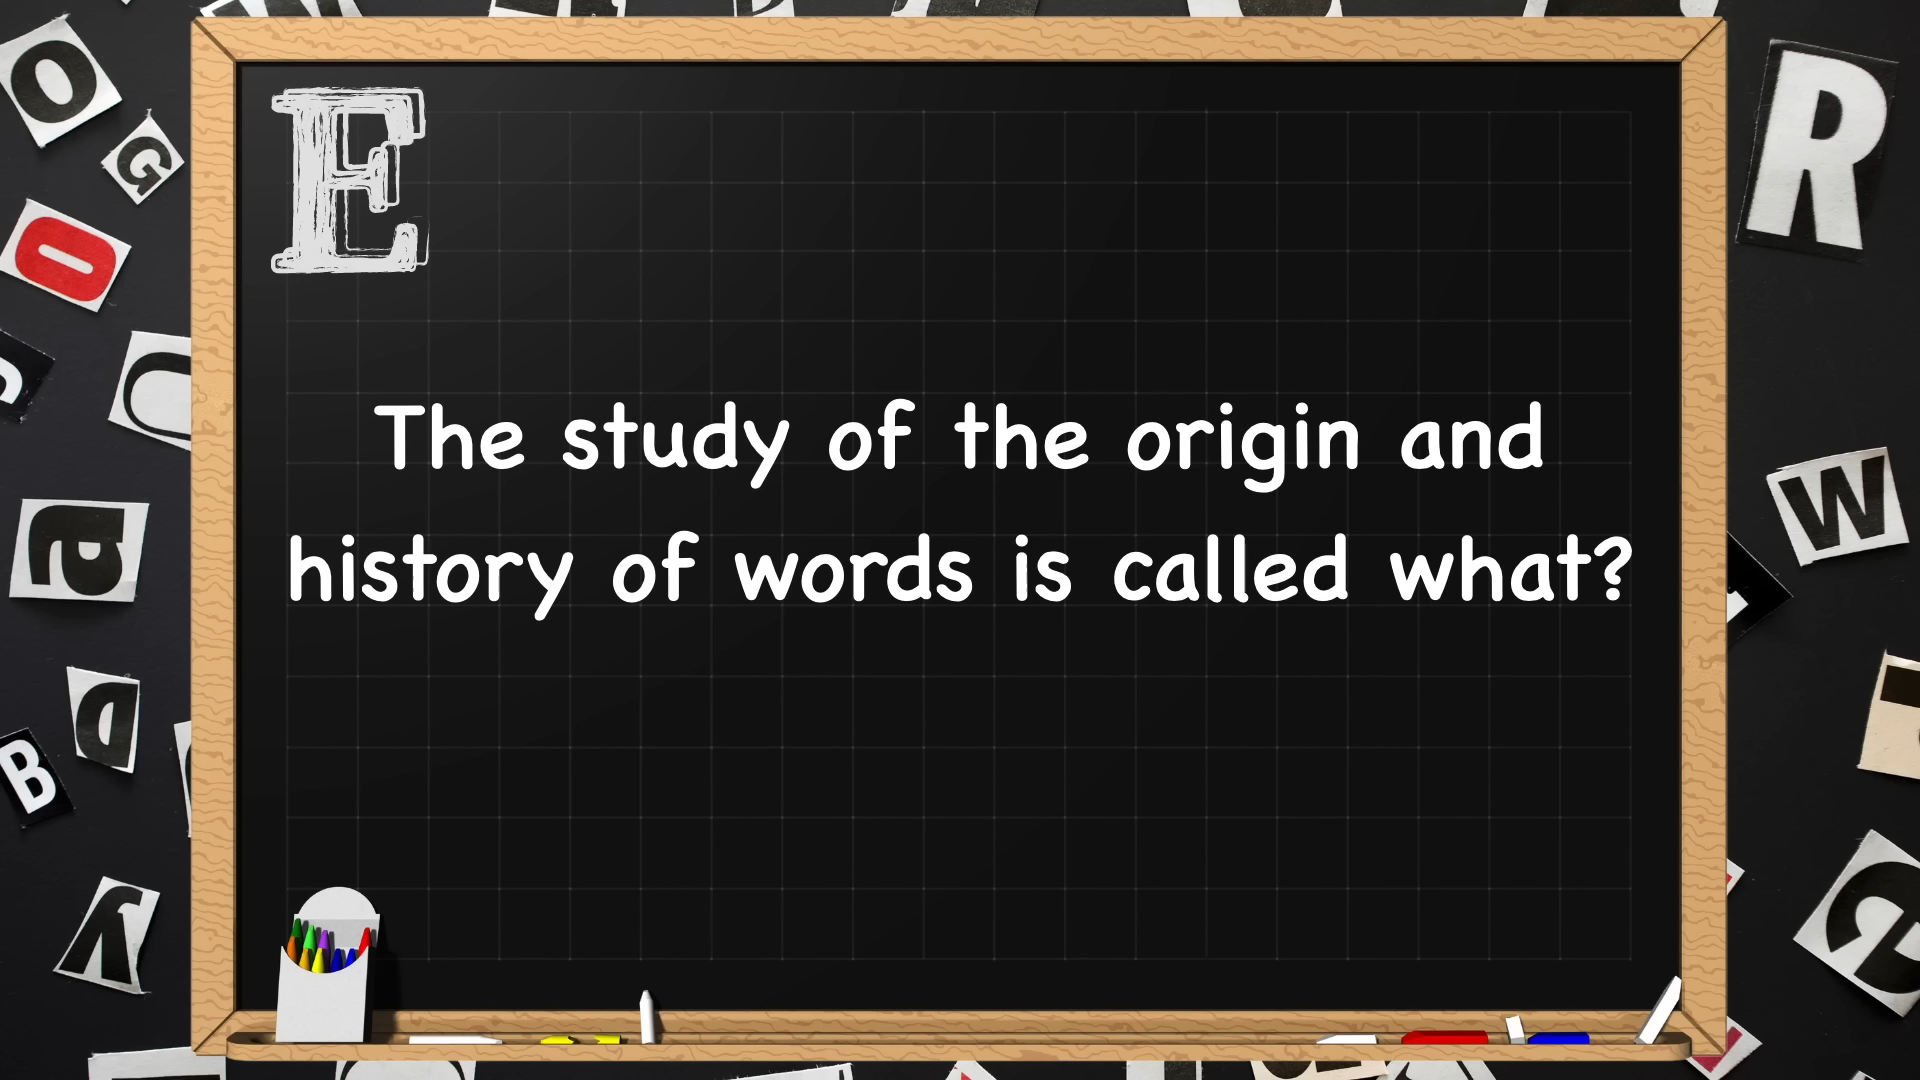 E
The study of the origin and
history of words is called what?
O
G
O
a
D
B
y
R
W
e